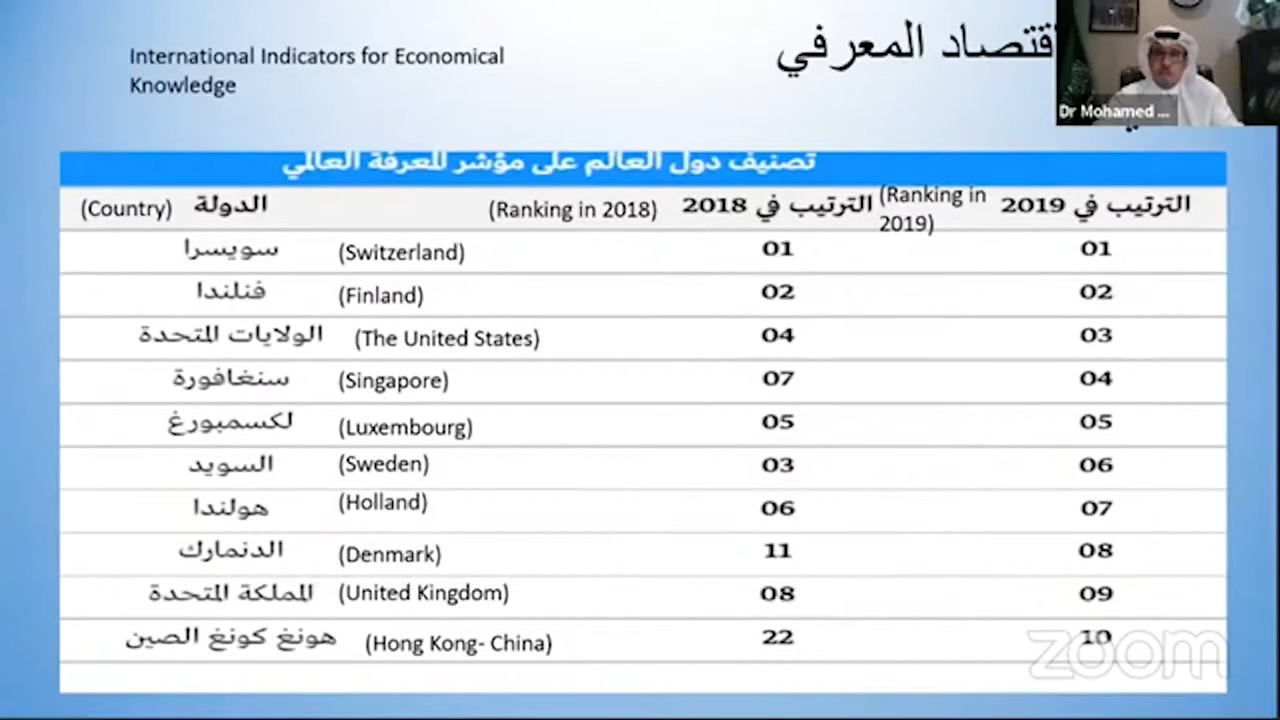 International Indicators for Economical
Knowledge
قتصاد المعرفي
Dr Mohamed ...
تصنيف دول العالم على مؤشر المعرفة العالمي
(Country) الدولة (Ranking in 2018) الترتيب في 2018 (Ranking in 2019) الترتيب في 2019
سويسرا (Switzerland) 01 01
فنلندا (Finland) 02 02
الولايات المتحدة (The United States) 04 03
سنغافورة (Singapore) 07 04
لكسمبورغ (Luxembourg) 05 05
السويد (Sweden) 03 06
هولندا (Holland) 06 07
الدنمارك (Denmark) 11 08
المملكة المتحدة (United Kingdom) 08 09
هونغ كونغ الصين (Hong Kong- China) 22 10
zoom